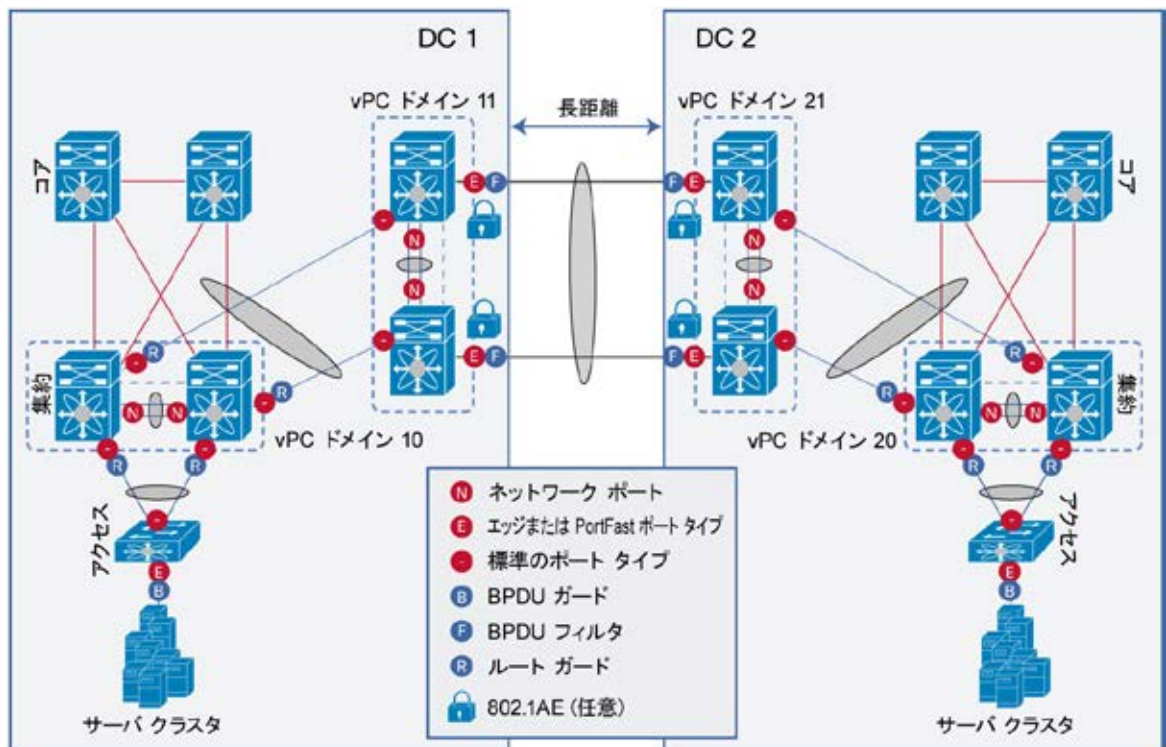 DC 1
DC 2
vPC ドメイン 11
長距離
vPC ドメイン 21
コア
コア
E
F
F
E
-
N
N
-
-
N
N
-
E
F
F
E
R
-
R
-
集約
N
N
-
R
vPC ドメイン 10
R
-
N
N
集約
vPC ドメイン 20
-
-
R
R
-
-
R
R
アクセス
-
E
B
サーバ クラスタ
-
アクセス
E
B
サーバ クラスタ
N ネットワーク ポート
E エッジまたは PortFast ポート タイプ
- 標準のポート タイプ
B BPDU ガード
F BPDU フィルタ
R ルート ガード
802.1AE (任意)